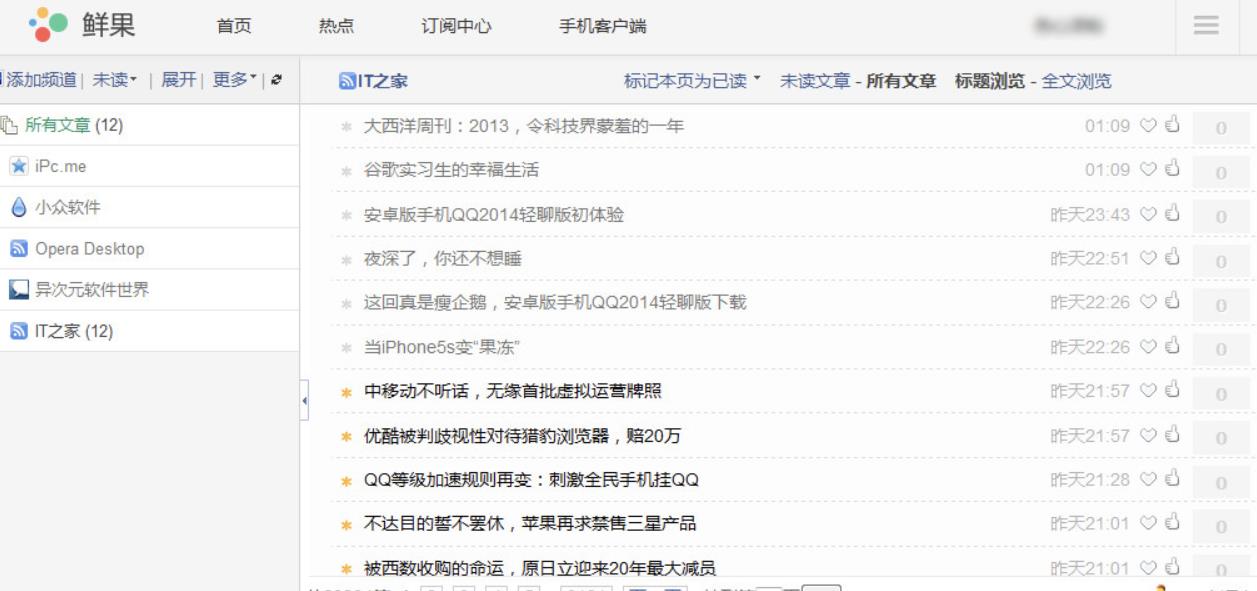 鲜果 首页 热点 订阅中心 手机客户端
添加频道| 未读 | 展开| 更多 |
IT之家 标记本页为已读 未读文章 - 所有文章 标题浏览 - 全文浏览
所有文章 (12)
iPc.me
小众软件
Opera Desktop
异次元软件世界
IT之家 (12)
大西洋周刊：2013，令科技界蒙羞的一年 01:09 0
谷歌实习生的幸福生活 01:09 0
安卓版手机QQ2014轻聊版初体验 昨天23:43 0
夜深了，你还不想睡 昨天22:51 0
这回真是瘦企鹅，安卓版手机QQ2014轻聊版下载 昨天22:26 0
当iPhone5s变“果冻” 昨天22:26 0
中移动不听话，无缘首批虚拟运营牌照 昨天21:57 0
优酷被判歧视性对待猎豹浏览器，赔20万 昨天21:57 0
QQ等级加速规则再变：刺激全民手机挂QQ 昨天21:28 0
不达目的誓不罢休，苹果再求禁售三星产品 昨天21:01 0
被西数收购的命运，原日立迎来20年最大减员 昨天21:01 0